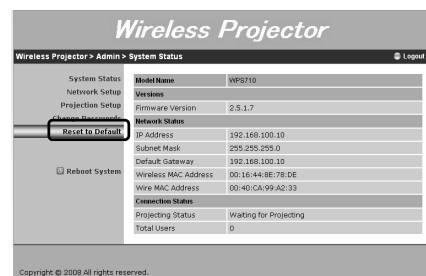 Wireless Projector
Wireless Projector > Admin > System Status
Logout
System Status
Network Setup
Projection Setup
Change Passwords
Reset to Default
Reboot System
Model Name WPS710
Versions
Firmware Version 2.5.1.7
Network Status
IP Address 192.168.100.10
Subnet Mask 255.255.255.0
Default Gateway 192.168.100.10
Wireless MAC Address 00:16:44:8E:78:DE
Wire MAC Address 00:40:CA:99:A2:33
Connection Status
Projecting Status Waiting for Projecting
Total Users 0
Copyright @ 2008 All rights reserved.